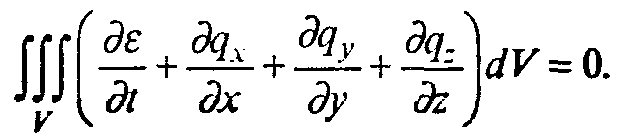 ∭_V (∂ε/∂t + ∂q_x/∂x + ∂q_y/∂y + ∂q_z/∂z) dV = 0.